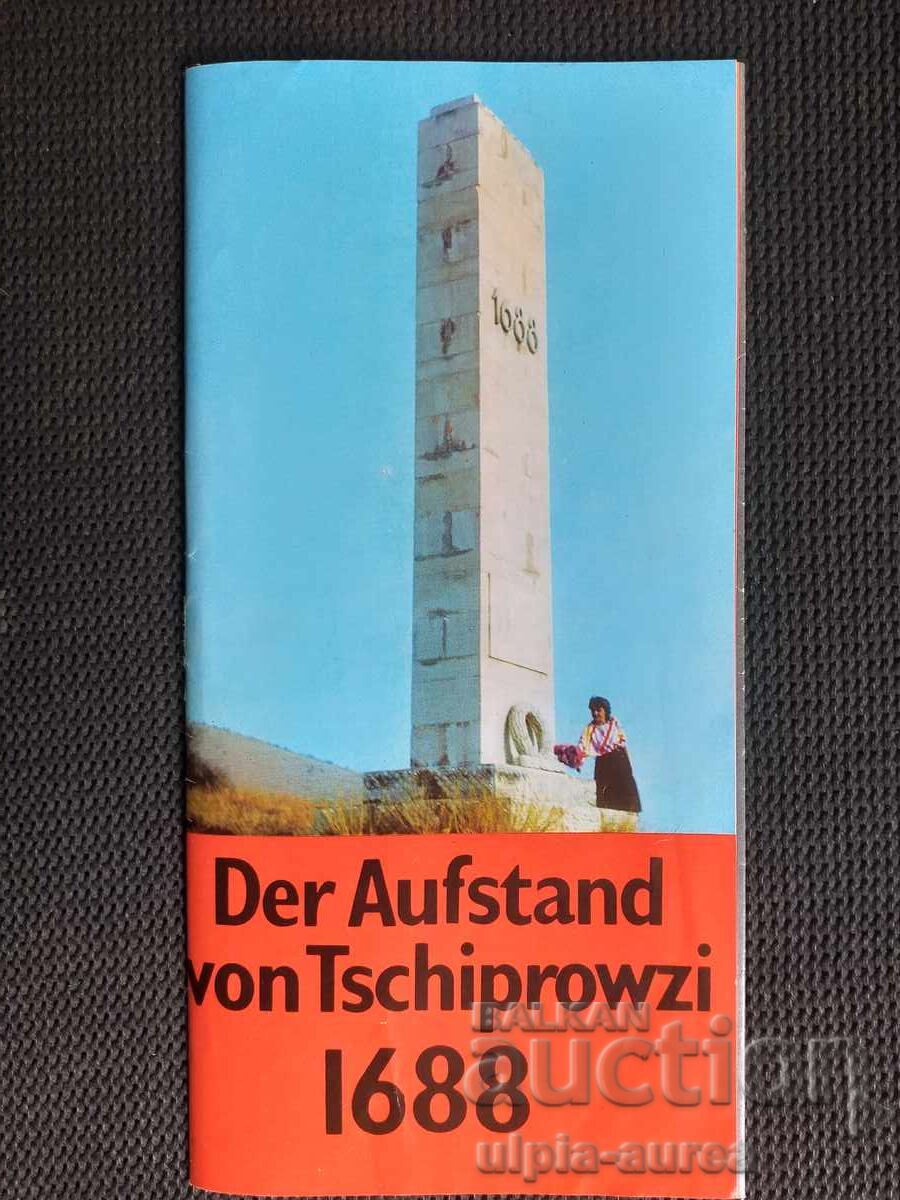 1688
Der Aufstand
von Tschiprowzi
1688
BALKAN
auction
ulpia-aurea